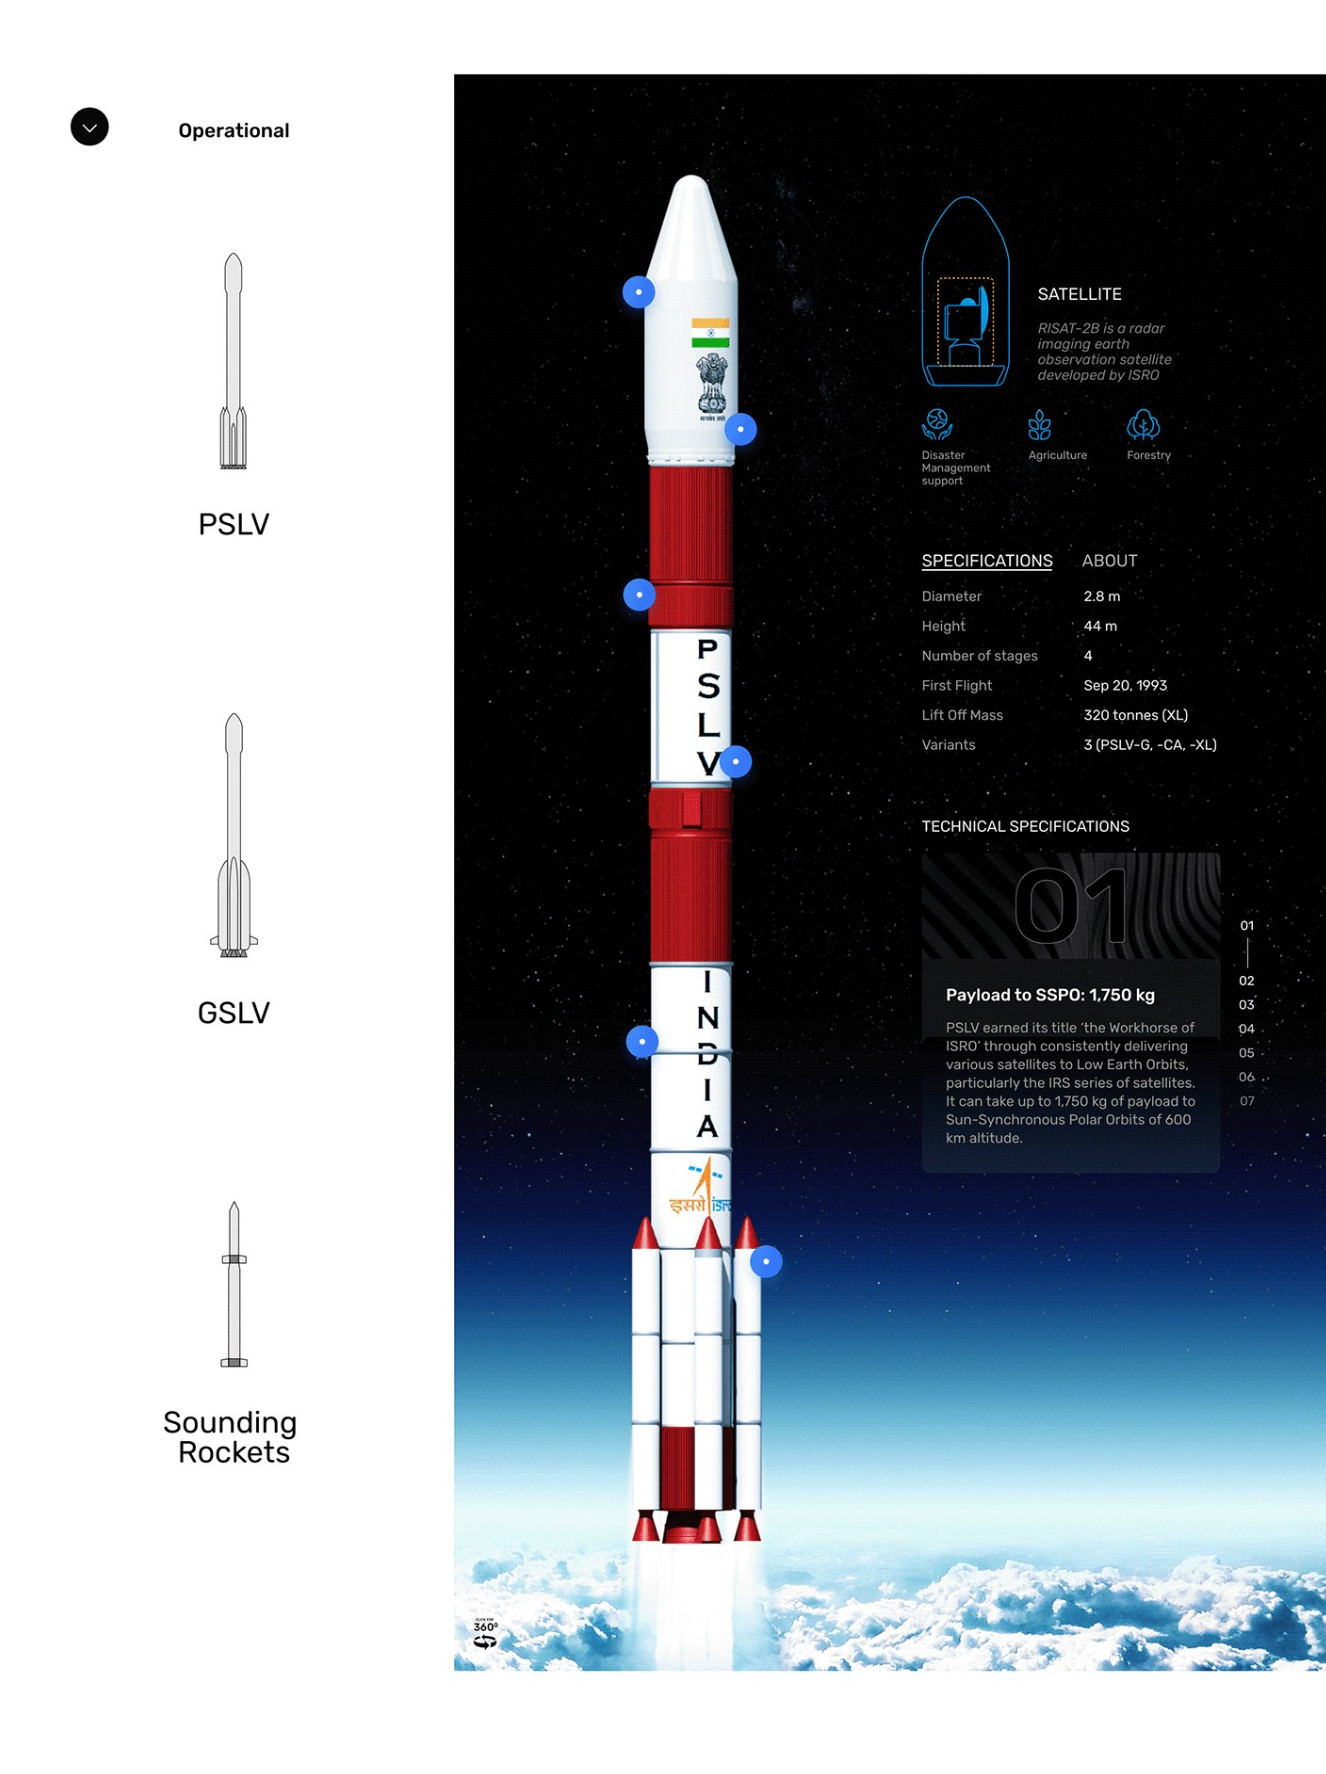 Operational
PSLV
GSLV
Sounding
Rockets
P
S
L
V
I
N
D
I
A
इसरो isro
CLICK FOR
360°
SATELLITE
RISAT-2B is a radar
imaging earth
observation satellite
developed by ISRO
Disaster
Management
support
Agriculture
Forestry
SPECIFICATIONS ABOUT
Diameter 2.8 m
Height 44 m
Number of stages 4
First Flight Sep 20, 1993
Lift Off Mass 320 tonnes (XL)
Variants 3 (PSLV-G, -CA, -XL)
TECHNICAL SPECIFICATIONS
01
Payload to SSPO: 1,750 kg
PSLV earned its title ‘the Workhorse of
ISRO’ through consistently delivering
various satellites to Low Earth Orbits,
particularly the IRS series of satellites.
It can take up to 1,750 kg of payload to
Sun-Synchronous Polar Orbits of 600
km altitude.
01
02
03
04
05
06
07